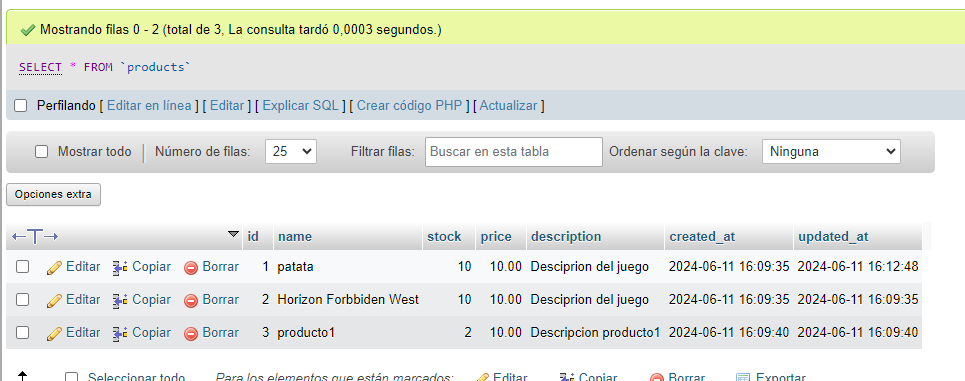 Mostrando filas 0 - 2 (total de 3, La consulta tardó 0,0003 segundos.)
SELECT * FROM `products`
Perfilando [ Editar en línea ] [ Editar ] [ Explicar SQL ] [ Crear código PHP ] [ Actualizar ]
Mostrar todo Número de filas: 25 Filtrar filas: Buscar en esta tabla Ordenar según la clave: Ninguna
Opciones extra
←T→ id name stock price description created_at updated_at
Editar Copiar Borrar 1 patata 10 10.00 Desciprion del juego 2024-06-11 16:09:35 2024-06-11 16:12:48
Editar Copiar Borrar 2 Horizon Forbbiden West 10 10.00 Desciprion del juego 2024-06-11 16:09:35 2024-06-11 16:09:35
Editar Copiar Borrar 3 producto1 2 10.00 Descripcion producto1 2024-06-11 16:09:40 2024-06-11 16:09:40
Seleccionar todo Para los elementos que están marcados: Editar Copiar Borrar Exportar